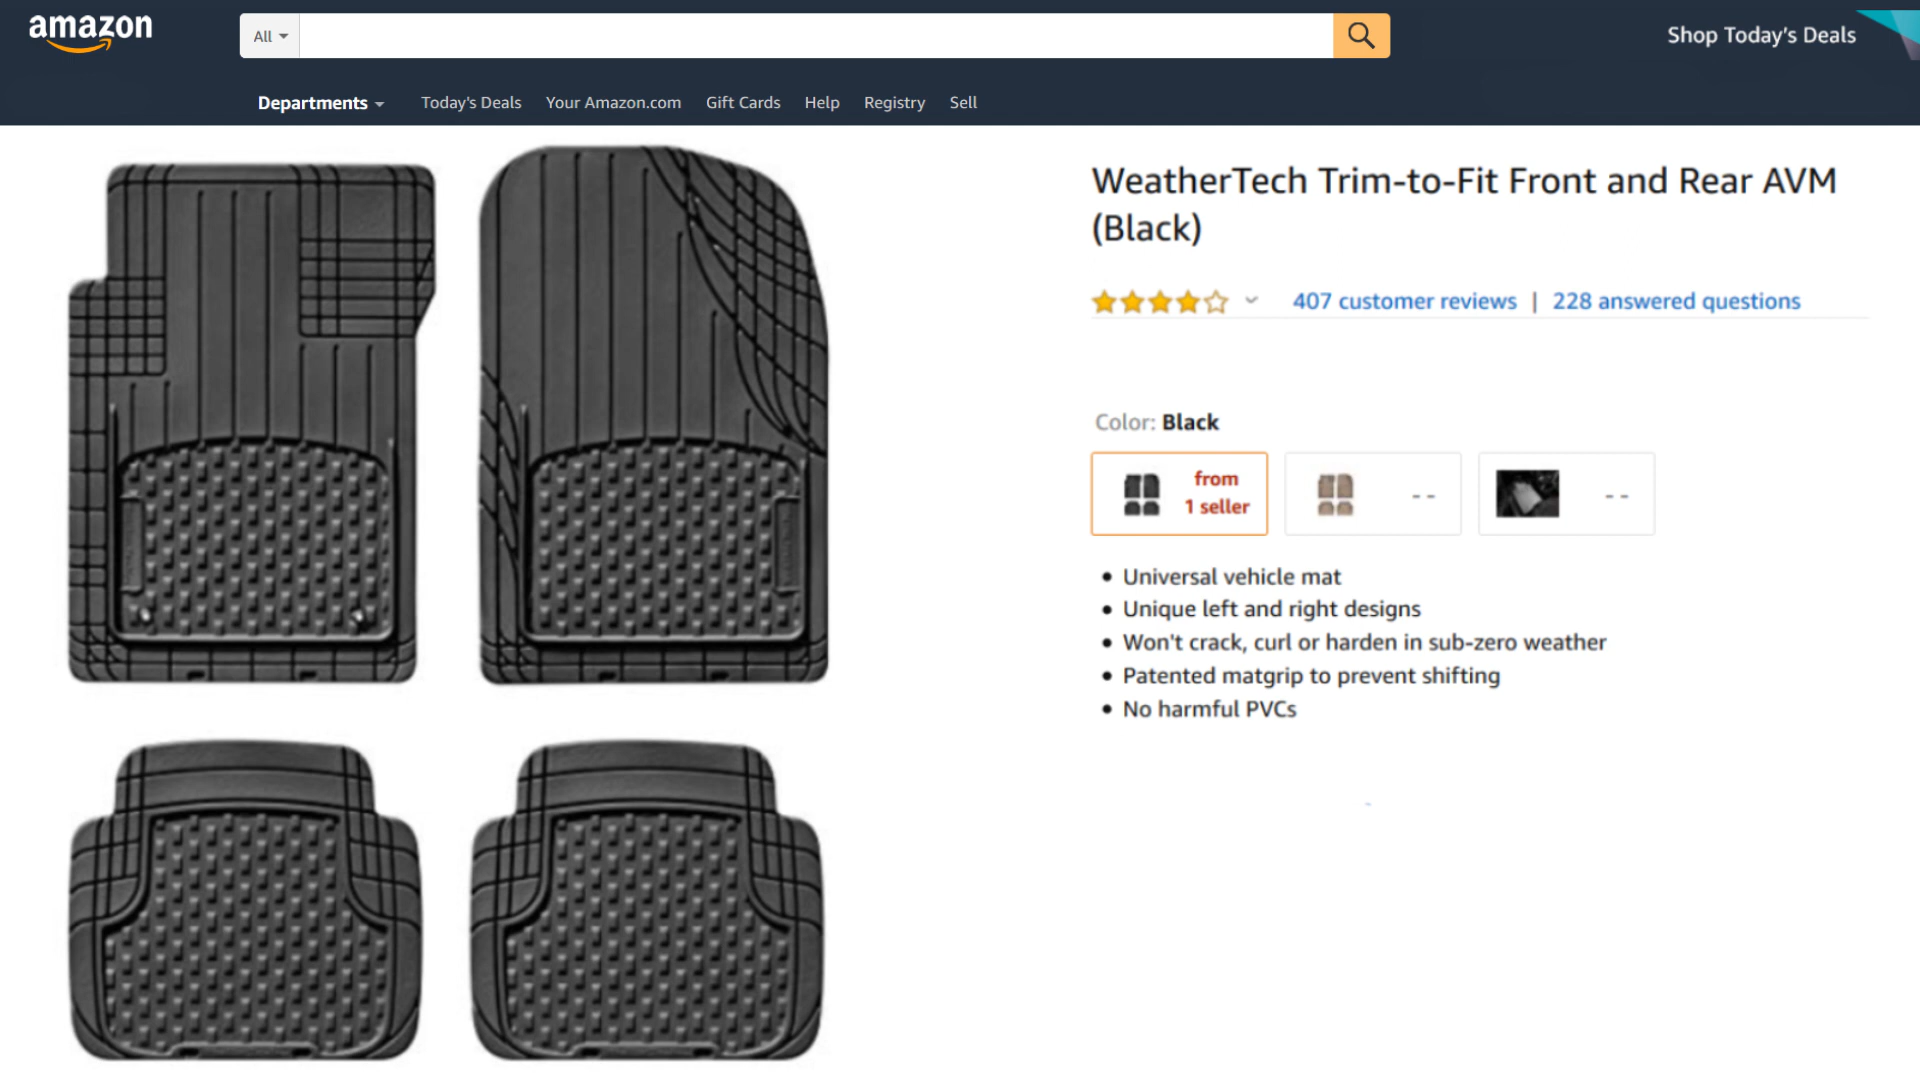 amazon
All
Shop Today's Deals
Departments
Today's Deals
Your Amazon.com
Gift Cards
Help
Registry
Sell
WeatherTech Trim-to-Fit Front and Rear AVM
(Black)
407 customer reviews | 228 answered questions
Color: Black
from
1 seller
- -
- -
Universal vehicle mat
Unique left and right designs
Won't crack, curl or harden in sub-zero weather
Patented matgrip to prevent shifting
No harmful PVCs